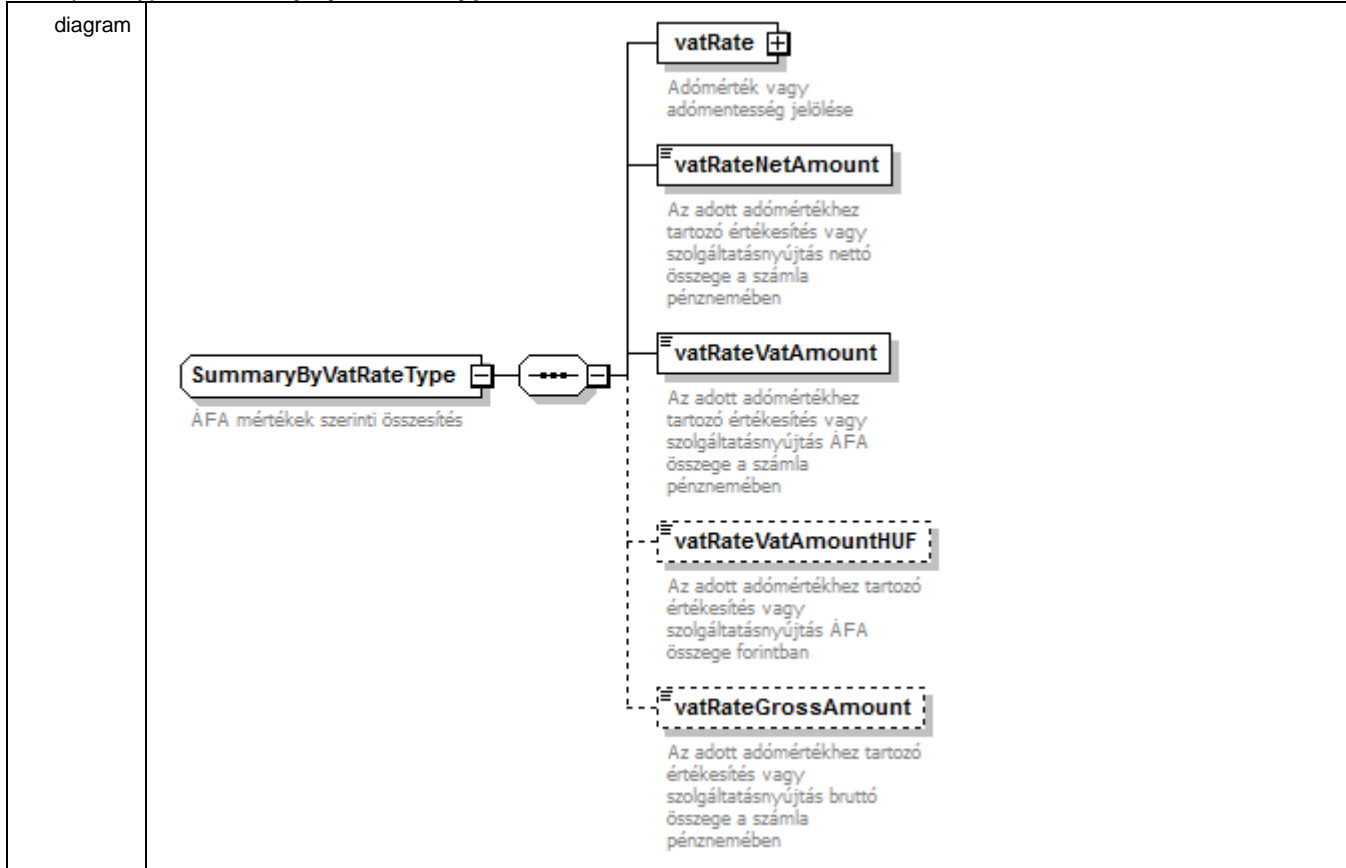 diagram
vatRate
Adómérték vagy
adómentesség jelölése
vatRateNetAmount
Az adott adómértékhez
tartozó értékesítés vagy
szolgáltatásnyújtás nettó
összege a számla
pénznemében
vatRateVatAmount
Az adott adómértékhez
tartozó értékesítés vagy
szolgáltatásnyújtás ÁFA
összege a számla
pénznemében
SummaryByVatRateType
ÁFA mértékek szerinti összesítés
vatRateVatAmountHUF
Az adott adómértékhez tartozó
értékesítés vagy
szolgáltatásnyújtás ÁFA
összege forintban
vatRateGrossAmount
Az adott adómértékhez tartozó
értékesítés vagy
szolgáltatásnyújtás bruttó
összege a számla
pénznemében